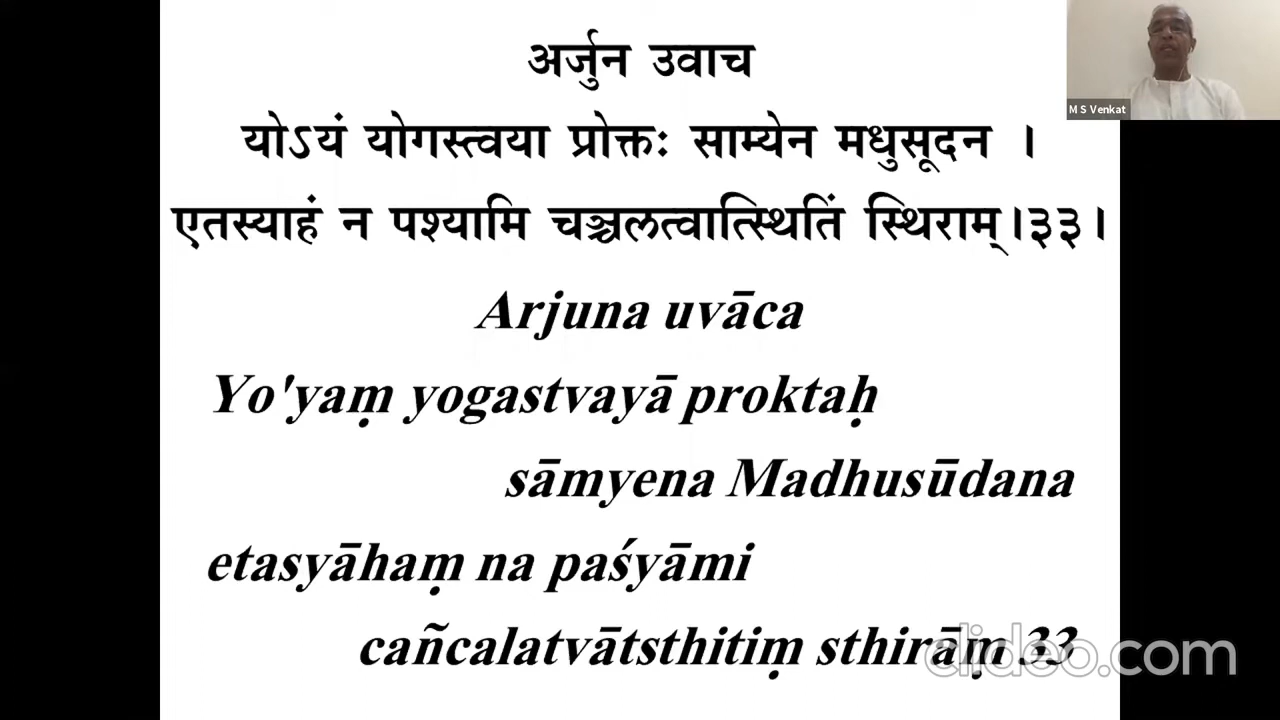 अर्जुन उवाच
योऽयं योगस्त्वया प्रोक्तः साम्येन मधुसूदन ।
एतस्याहं न पश्यामि चञ्चलत्वात्स्थितिं स्थिराम्।३३।
Arjuna uvāca
Yo'yaṃ yogastvayā proktaḥ
sāmyena Madhusūdana
etasyāhaṃ na paśyāmi
cañcalatvātsthitiṃ sthirāṃ 33
M S Venkat
clideo.com